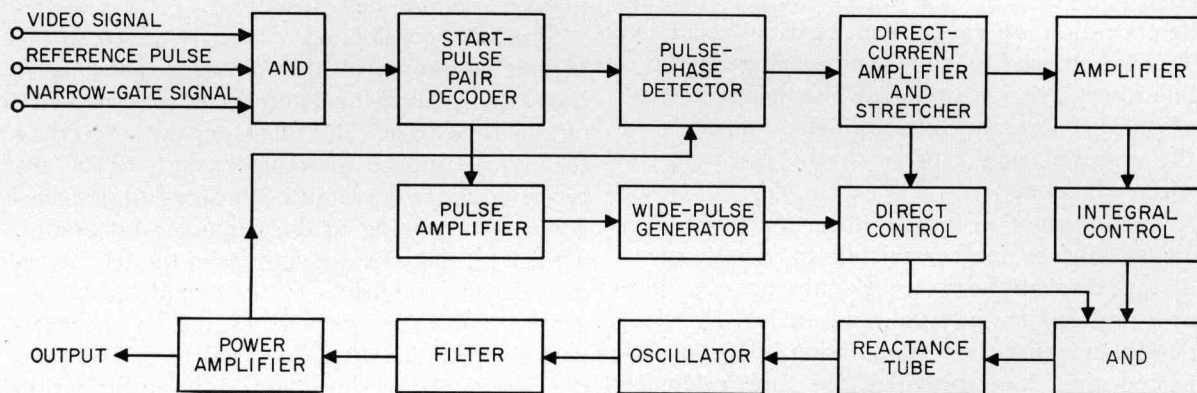 VIDEO SIGNAL
REFERENCE PULSE
NARROW-GATE SIGNAL
AND
START-
PULSE
PAIR
DECODER
PULSE-
PHASE
DETECTOR
DIRECT-
CURRENT
AMPLIFIER
AND
STRETCHER
AMPLIFIER
PULSE
AMPLIFIER
WIDE-PULSE
GENERATOR
DIRECT
CONTROL
INTEGRAL
CONTROL
OUTPUT
POWER
AMPLIFIER
FILTER
OSCILLATOR
REACTANCE
TUBE
AND